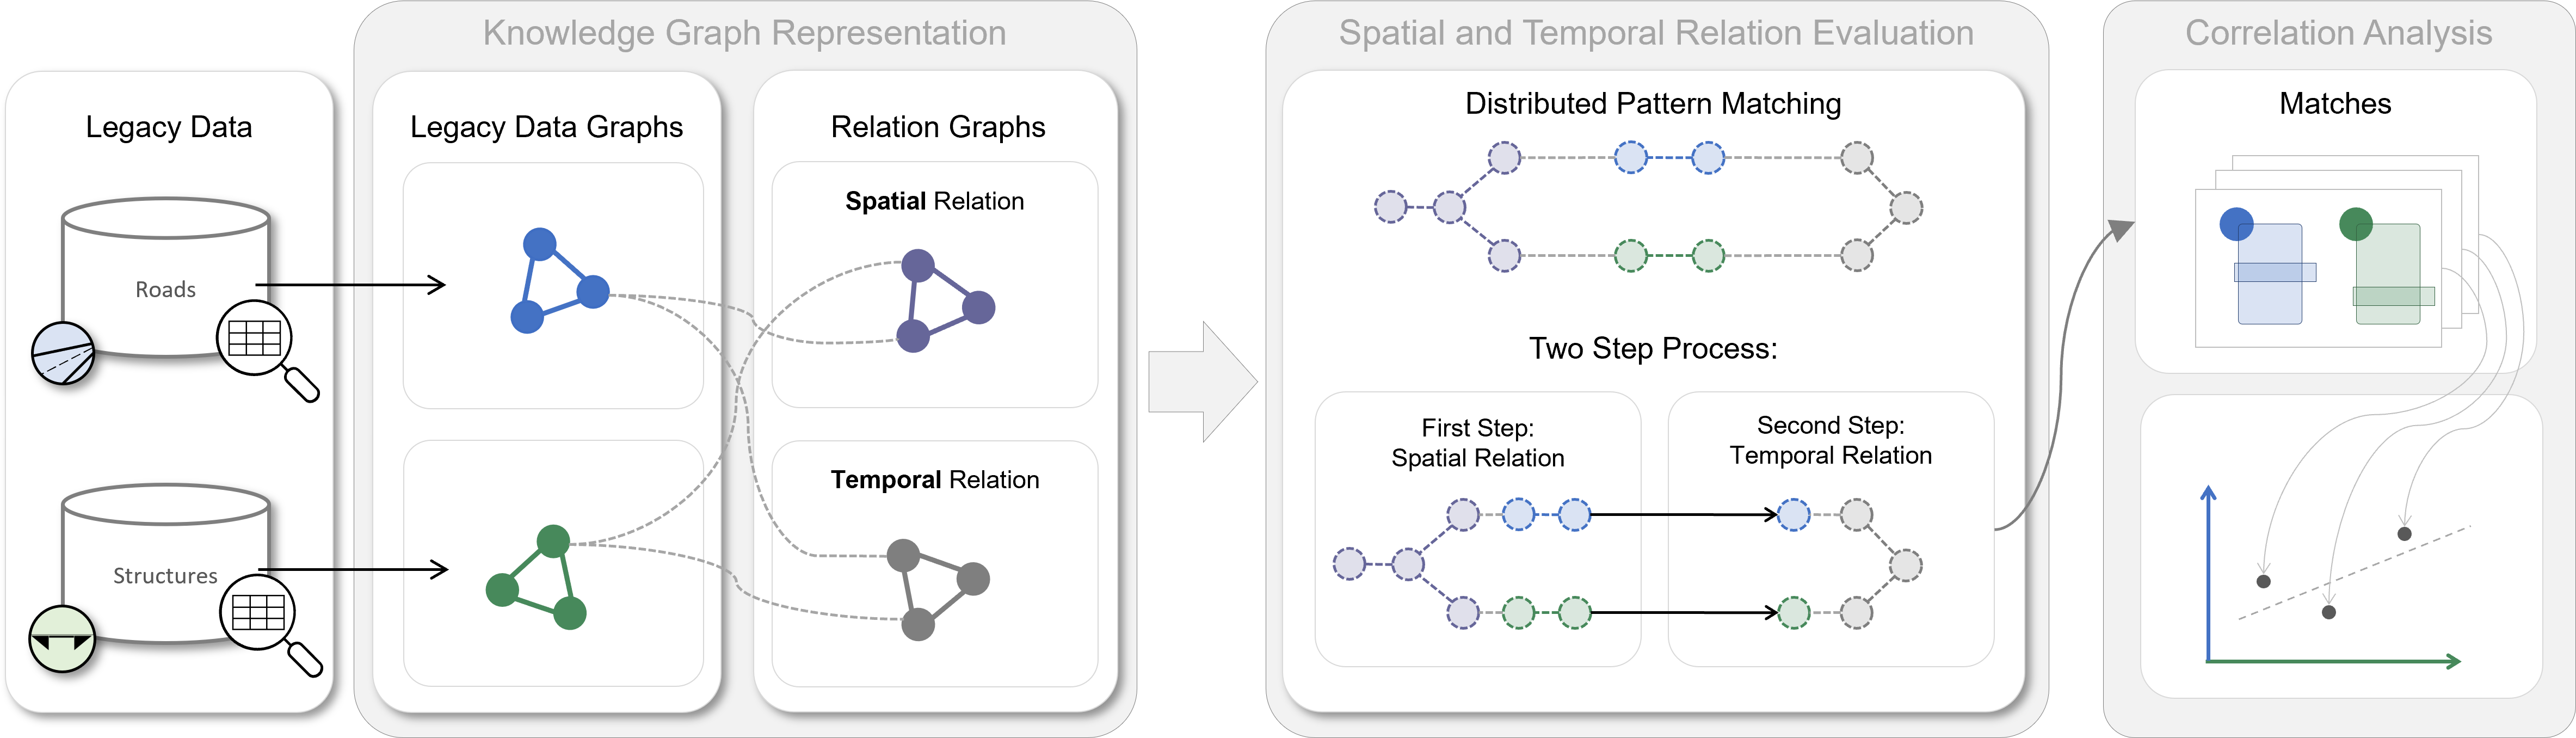 Knowledge Graph Representation
Spatial and Temporal Relation Evaluation
Correlation Analysis
Legacy Data
Roads
Structures
Legacy Data Graphs
Relation Graphs
Spatial Relation
Temporal Relation
Distributed Pattern Matching
Two Step Process:
First Step:
Spatial Relation
Second Step:
Temporal Relation
Matches